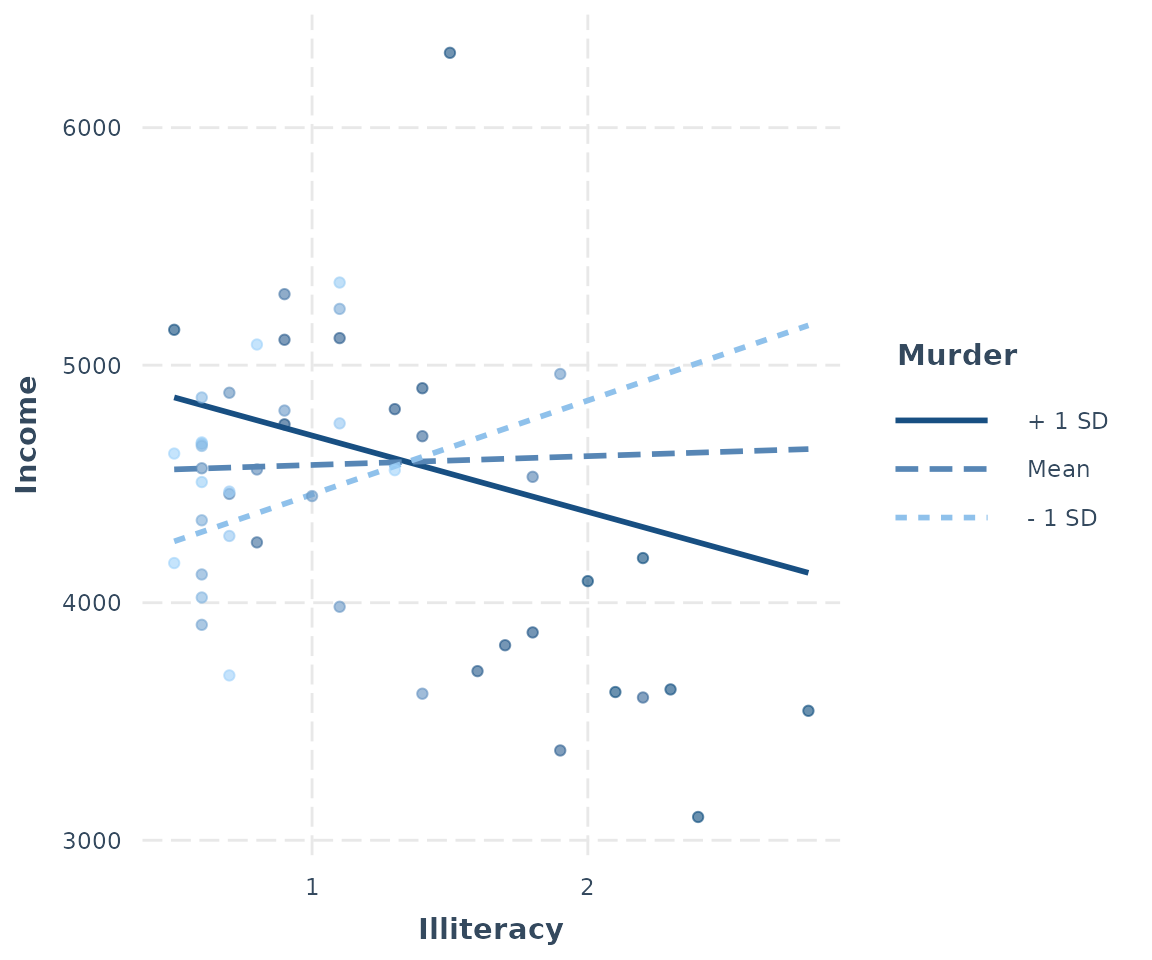 6000
5000
4000
3000
Income
1
2
Illiteracy
Murder
+ 1 SD
Mean
- 1 SD